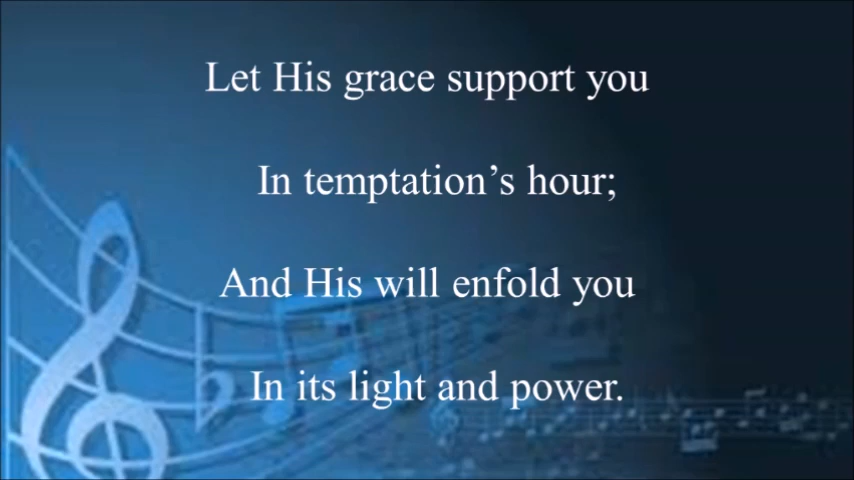 Let His grace support you
In temptation’s hour;
And His will enfold you
In its light and power.